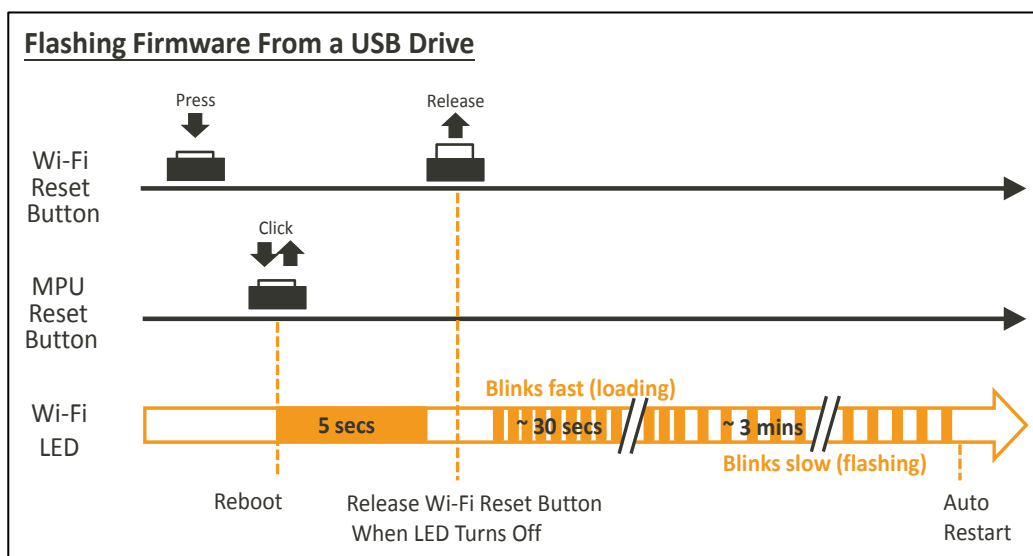 Flashing Firmware From a USB Drive
Press
Release
Wi-Fi
Reset
Button
Click
MPU
Reset
Button
Blinks fast (loading)
Wi-Fi
LED
5 secs
~ 30 secs
~ 3 mins
Blinks slow (flashing)
Reboot
Release Wi-Fi Reset Button
When LED Turns Off
Auto
Restart